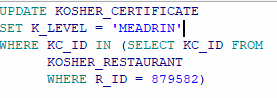 UPDATE KOSHER_CERTIFICATE
SET K_LEVEL = 'MEADRIN'
WHERE KC_ID IN (SELECT KC_ID FROM
KOSHER_RESTAURANT
WHERE R_ID = 879582)